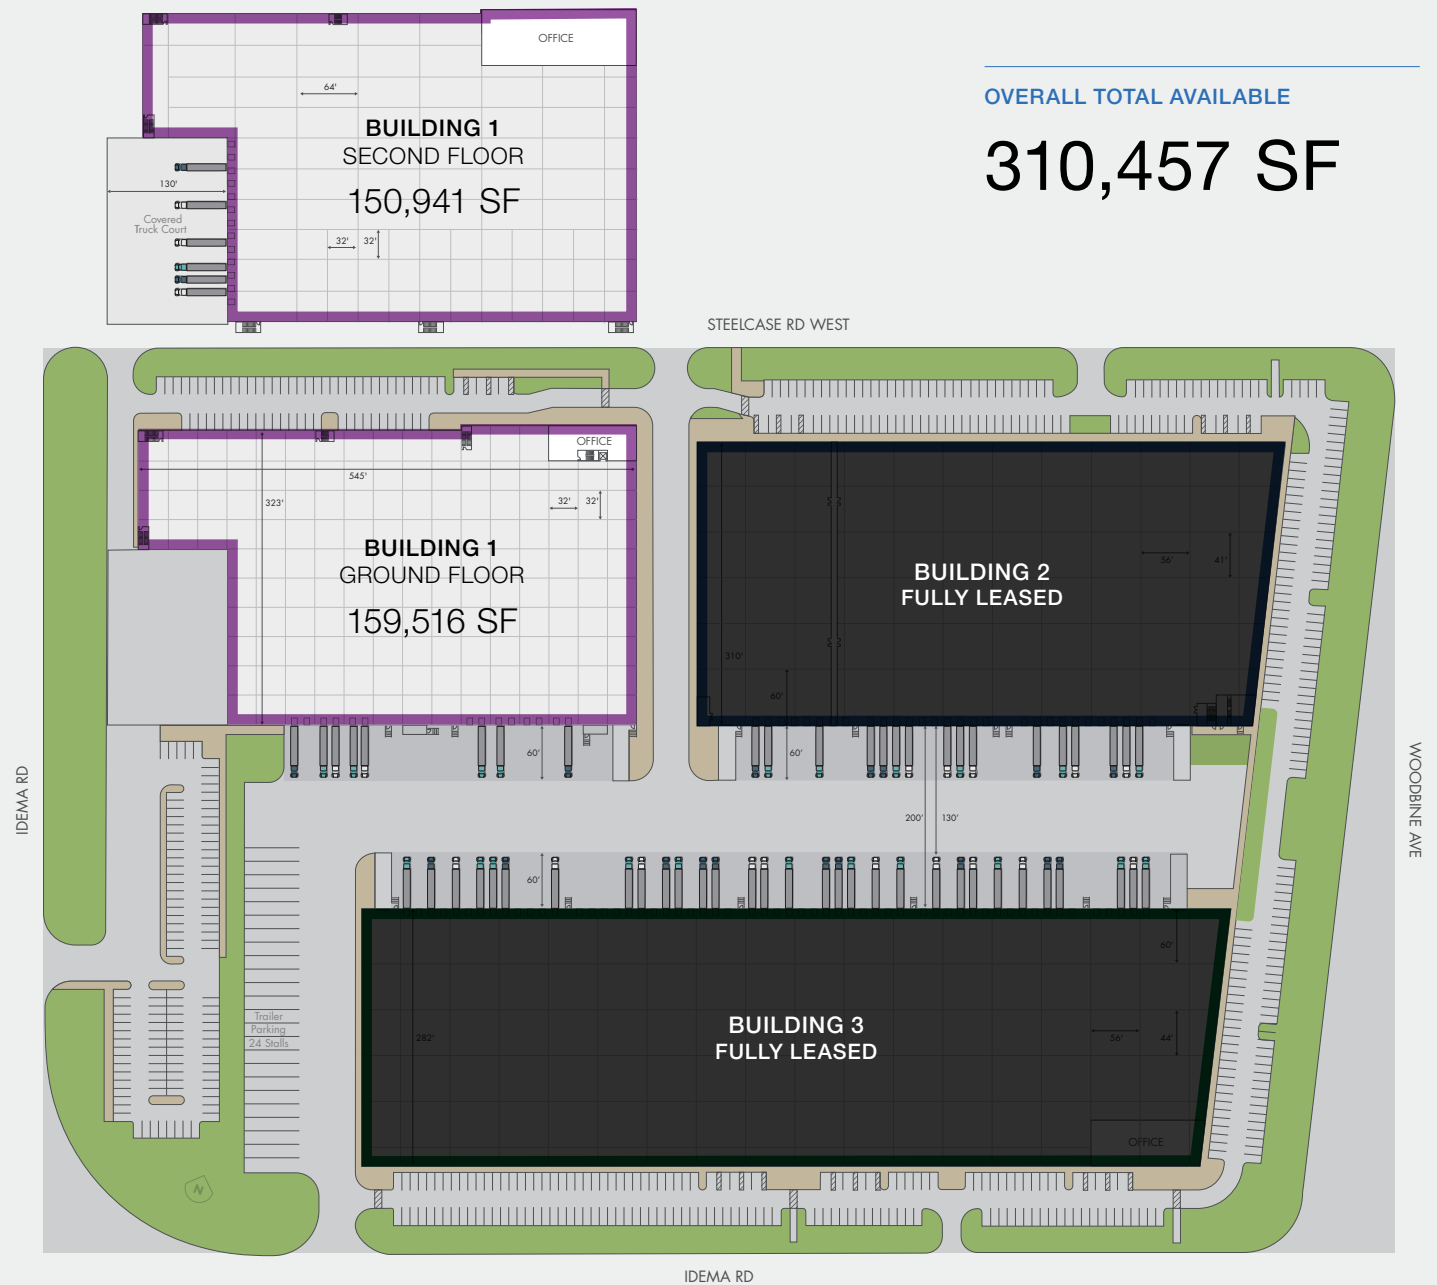 OFFICE
64'
BUILDING 1
SECOND FLOOR
150,941 SF
130'
Covered
Truck Court
32'
32'
OVERALL TOTAL AVAILABLE
310,457 SF
STEELCASE RD WEST
OFFICE
545'
323'
32'
32'
BUILDING 1
GROUND FLOOR
159,516 SF
60'
BUILDING 2
FULLY LEASED
56'
41'
310'
60'
60'
200'
130'
IDEMA RD
WOODBINE AVE
60'
60'
BUILDING 3
FULLY LEASED
56'
44'
282'
OFFICE
Trailer
Parking
24 Stalls
N
IDEMA RD